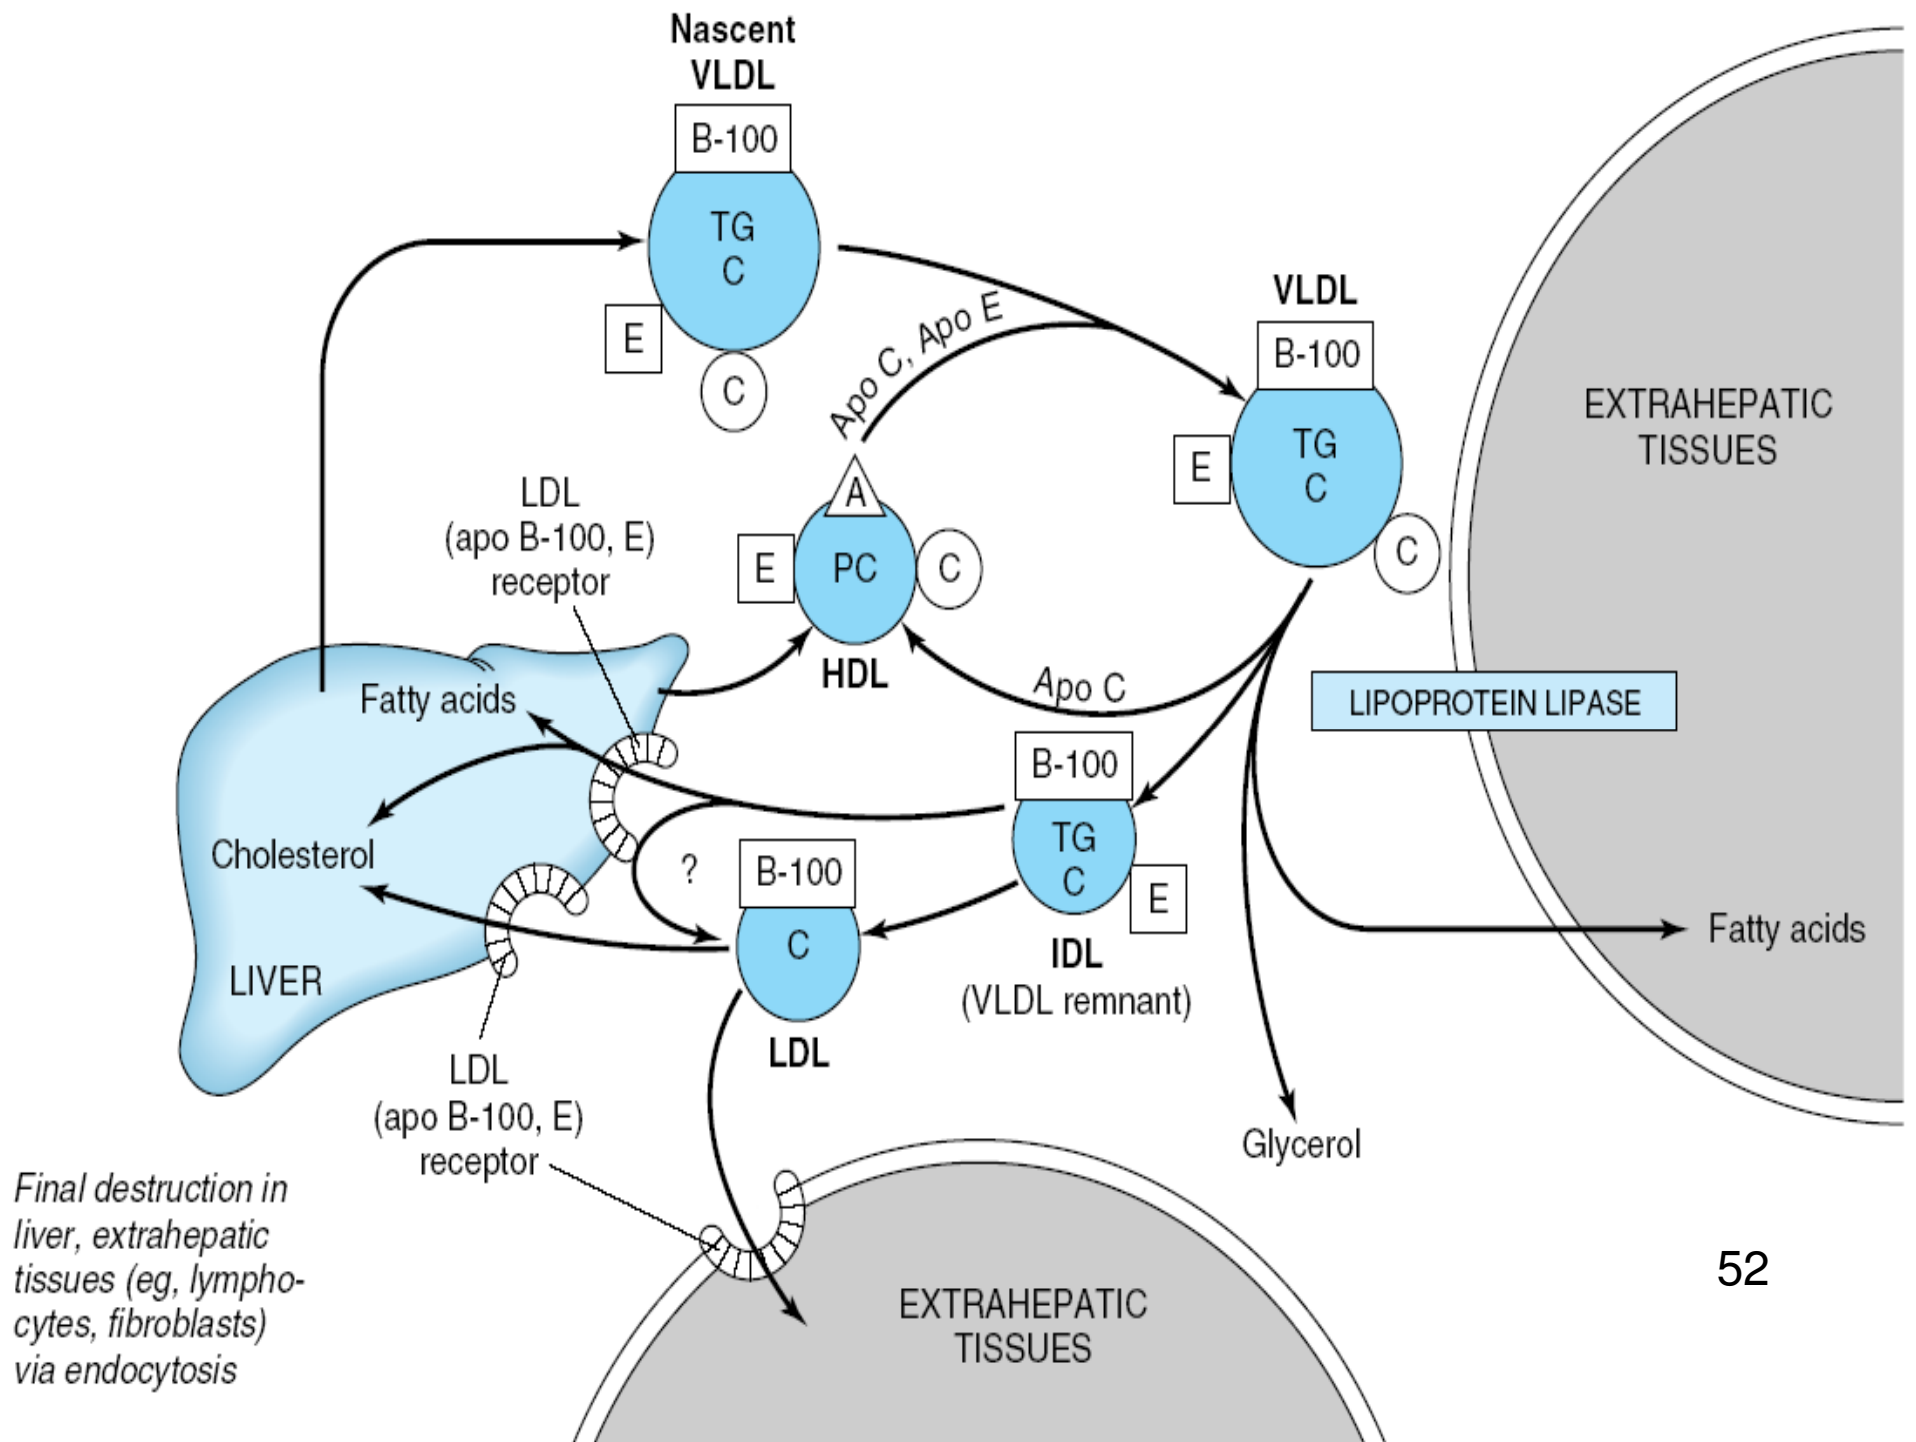 Nascent
VLDL
B-100
TG
C
E
C
Apo C, Apo E
VLDL
B-100
TG
C
E
C
EXTRAHEPATIC
TISSUES
LDL
(apo B-100, E)
receptor
A
E
PC
C
HDL
Apo C
LIPOPROTEIN LIPASE
Fatty acids
Cholesterol
LIVER
?
B-100
C
LDL
B-100
TG
C
E
IDL
(VLDL remnant)
Fatty acids
Glycerol
LDL
(apo B-100, E)
receptor
Final destruction in
liver, extrahepatic
tissues (eg, lympho-
cytes, fibroblasts)
via endocytosis
EXTRAHEPATIC
TISSUES
52